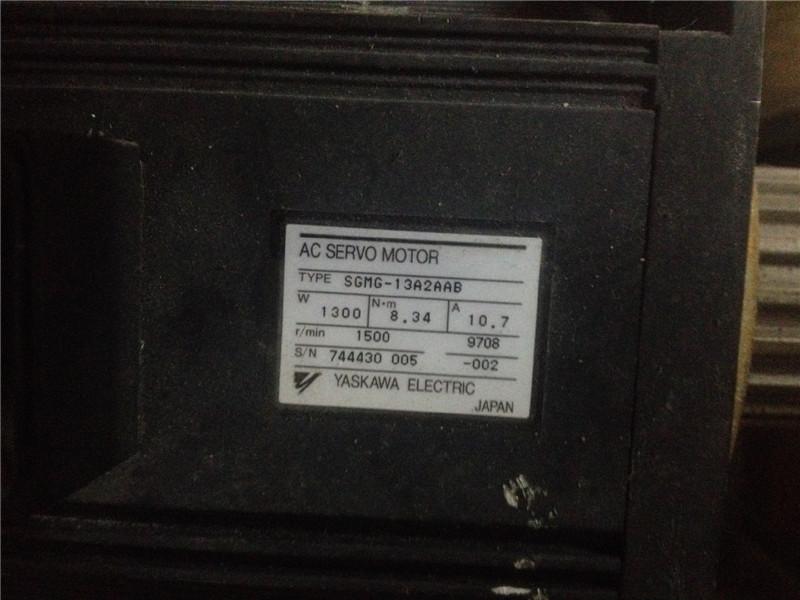 AC SERVO MOTOR
TYPE SGMG-13A2AAB
W 1300 N·m 8.34 A 10.7
r/min 1500 9708
S/N 744430 005 -002
YASKAWA ELECTRIC
JAPAN